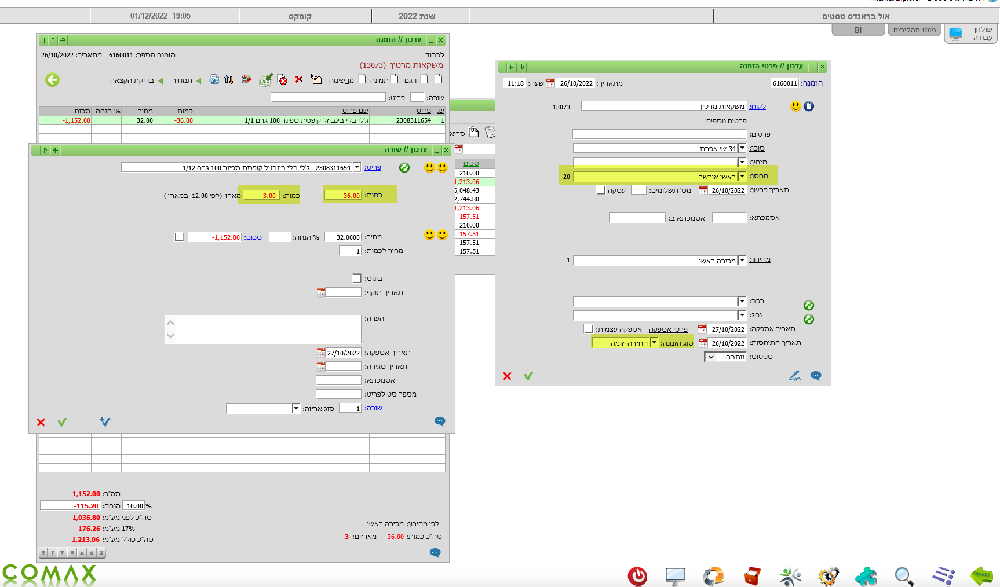 אול בראנדס טסטים
שנת 2022
קומקס
01/12/2022 19:05
שולחן עבודה
ניווט תהליכים
BI
עדכון // הזמנה
i P
לכבוד
הזמנה מספר: 6160011 מתאריך: 26/10/2022
משקאות מרטין (13073)
דגם
תמונה
מרשימה
תמחיר
בדיקת הקצאה
שורה: פריט:
ש. פריט שם פריט כמות מחיר % הנחה סכום
1 2308311654 ג'לי בלי בינבוזל קופסת ספינר 100 גרם 1/1 -36.00 32.00 -1,152.00
עדכון // שורה
i P
פריט: 2308311654 - ג'לי בלי בינבוזל קופסת ספינר 100 גרם 1/12
כמות: -36.00 כמות: -3.00 מארז (לפי 12.00 במארז )
מחיר: 32.0000 % הנחה: סכום: -1,152.00
מחיר לכמות: 1
בונוס:
תאריך תוקף:
הערה:
תאריך אספקה: 27/10/2022
תאריך סגירה:
אסמכתא:
מספר סט לפריט:
שורה: 1 סוג אריזה:
סה"כ: -1,152.00
% 10.00 הנחה: -115.20
סה"כ לפני מע"מ: -1,036.80
17% מע"מ: -176.26
סה"כ כולל מע"מ: -1,213.06
לפי מחירון: מכירה ראשי
סה"כ כמות: -36.00 מארזים: -3
סריא
סכום
210.00
1,213.06
2,744.80
1,213.06
-157.51
210.00
-157.51
157.51
157.51
עדכון // פרטי הזמנה
i P
הזמנה: 6160011 מתאריך: 26/10/2022 שעה: 11:18
לקוח: משקאות מרטין 13073
פרטים נוספים
פרטים:
סוכן: 34-שי אפרת
מזמין:
מחסן: ראשי אורשר 20
תאריך פרעון: 26/10/2022 מס' תשלומים: עסקה
אסמכתא: אסמכתא ב:
מחירון: מכירה ראשי 1
רכב:
נהג:
תאריך אספקה: 27/10/2022 פרטי אספקה אספקה עצמית:
תאריך התיחסות: 26/10/2022 סוג הזמנה: החזרה יזומה
סטטוס: נותבה
COMAX
START